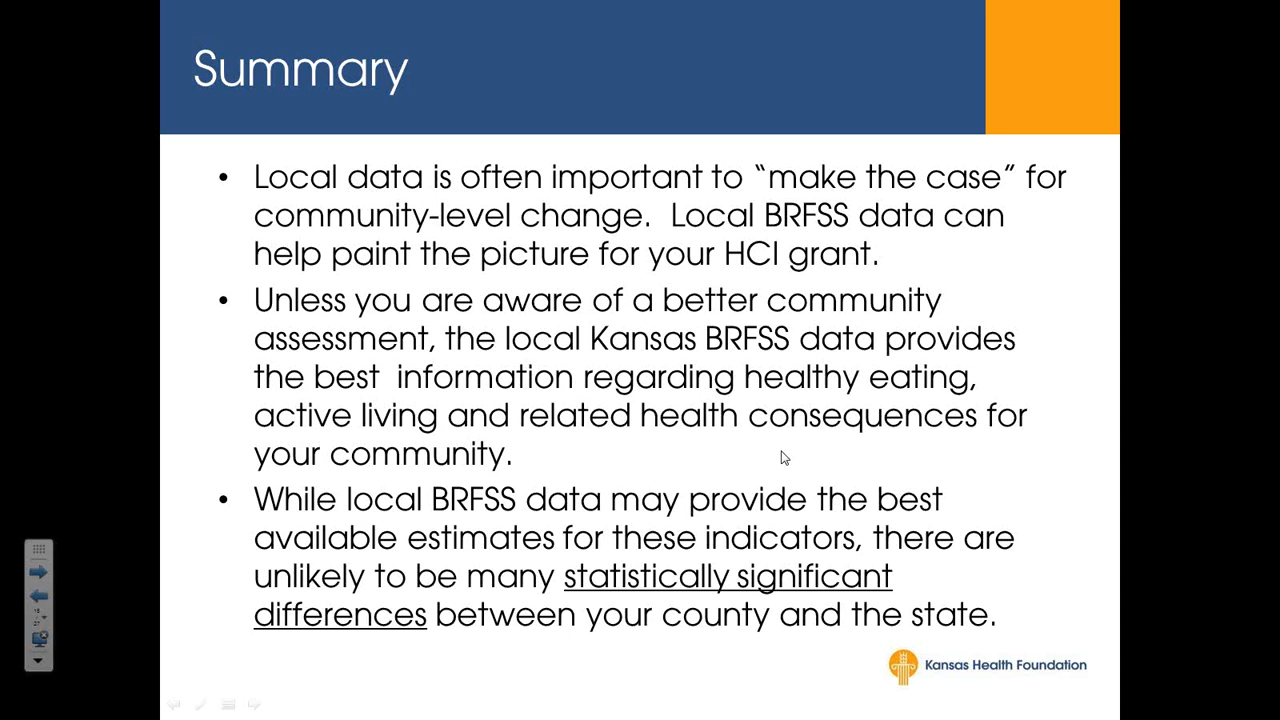 Summary
• Local data is often important to “make the case” for
community-level change.  Local BRFSS data can
help paint the picture for your HCI grant.
• Unless you are aware of a better community
assessment, the local Kansas BRFSS data provides
the best  information regarding healthy eating,
active living and related health consequences for
your community.
• While local BRFSS data may provide the best
available estimates for these indicators, there are
unlikely to be many statistically significant
differences between your county and the state.
Kansas Health Foundation